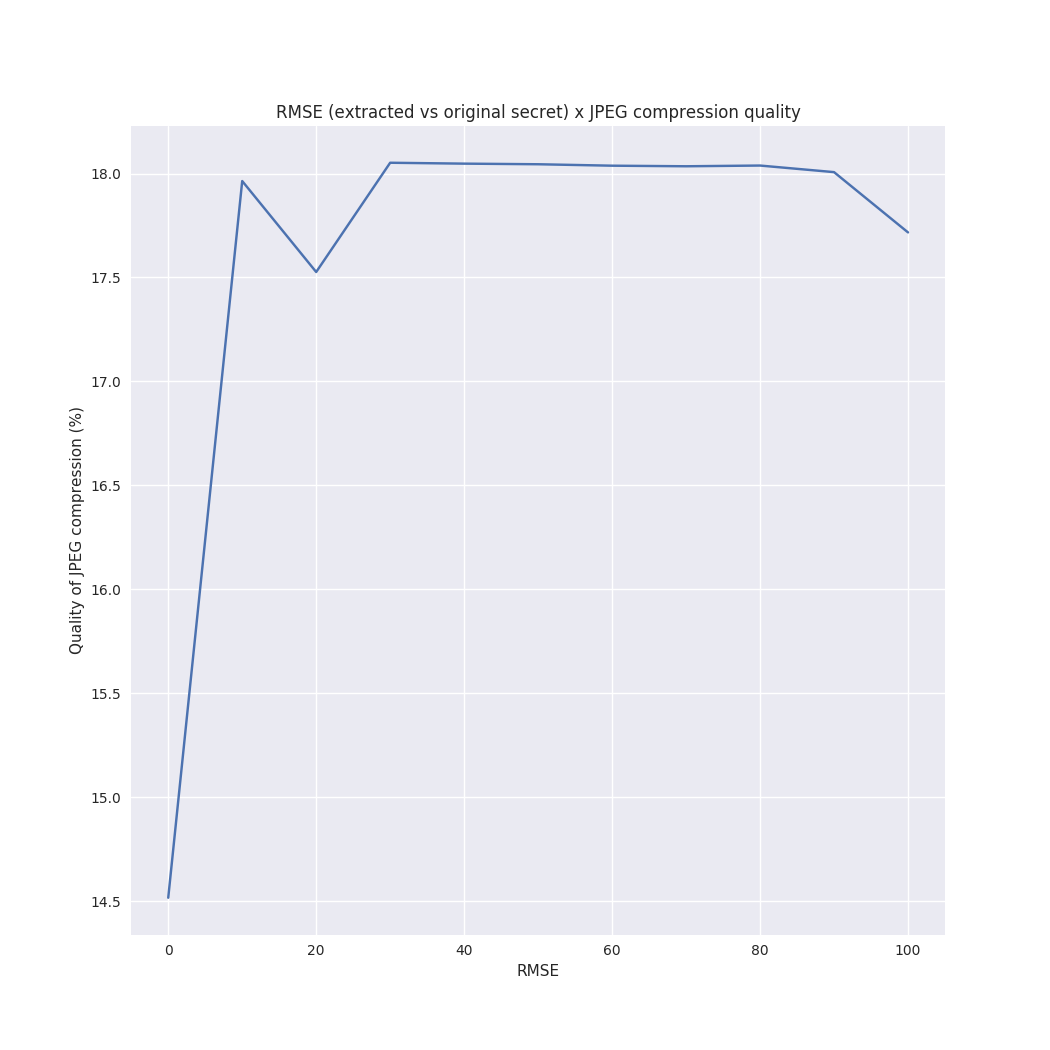 RMSE (extracted vs original secret) x JPEG compression quality
18.0
17.5
17.0
16.5
16.0
15.5
15.0
14.5
Quality of JPEG compression (%)
0 20 40 60 80 100
RMSE